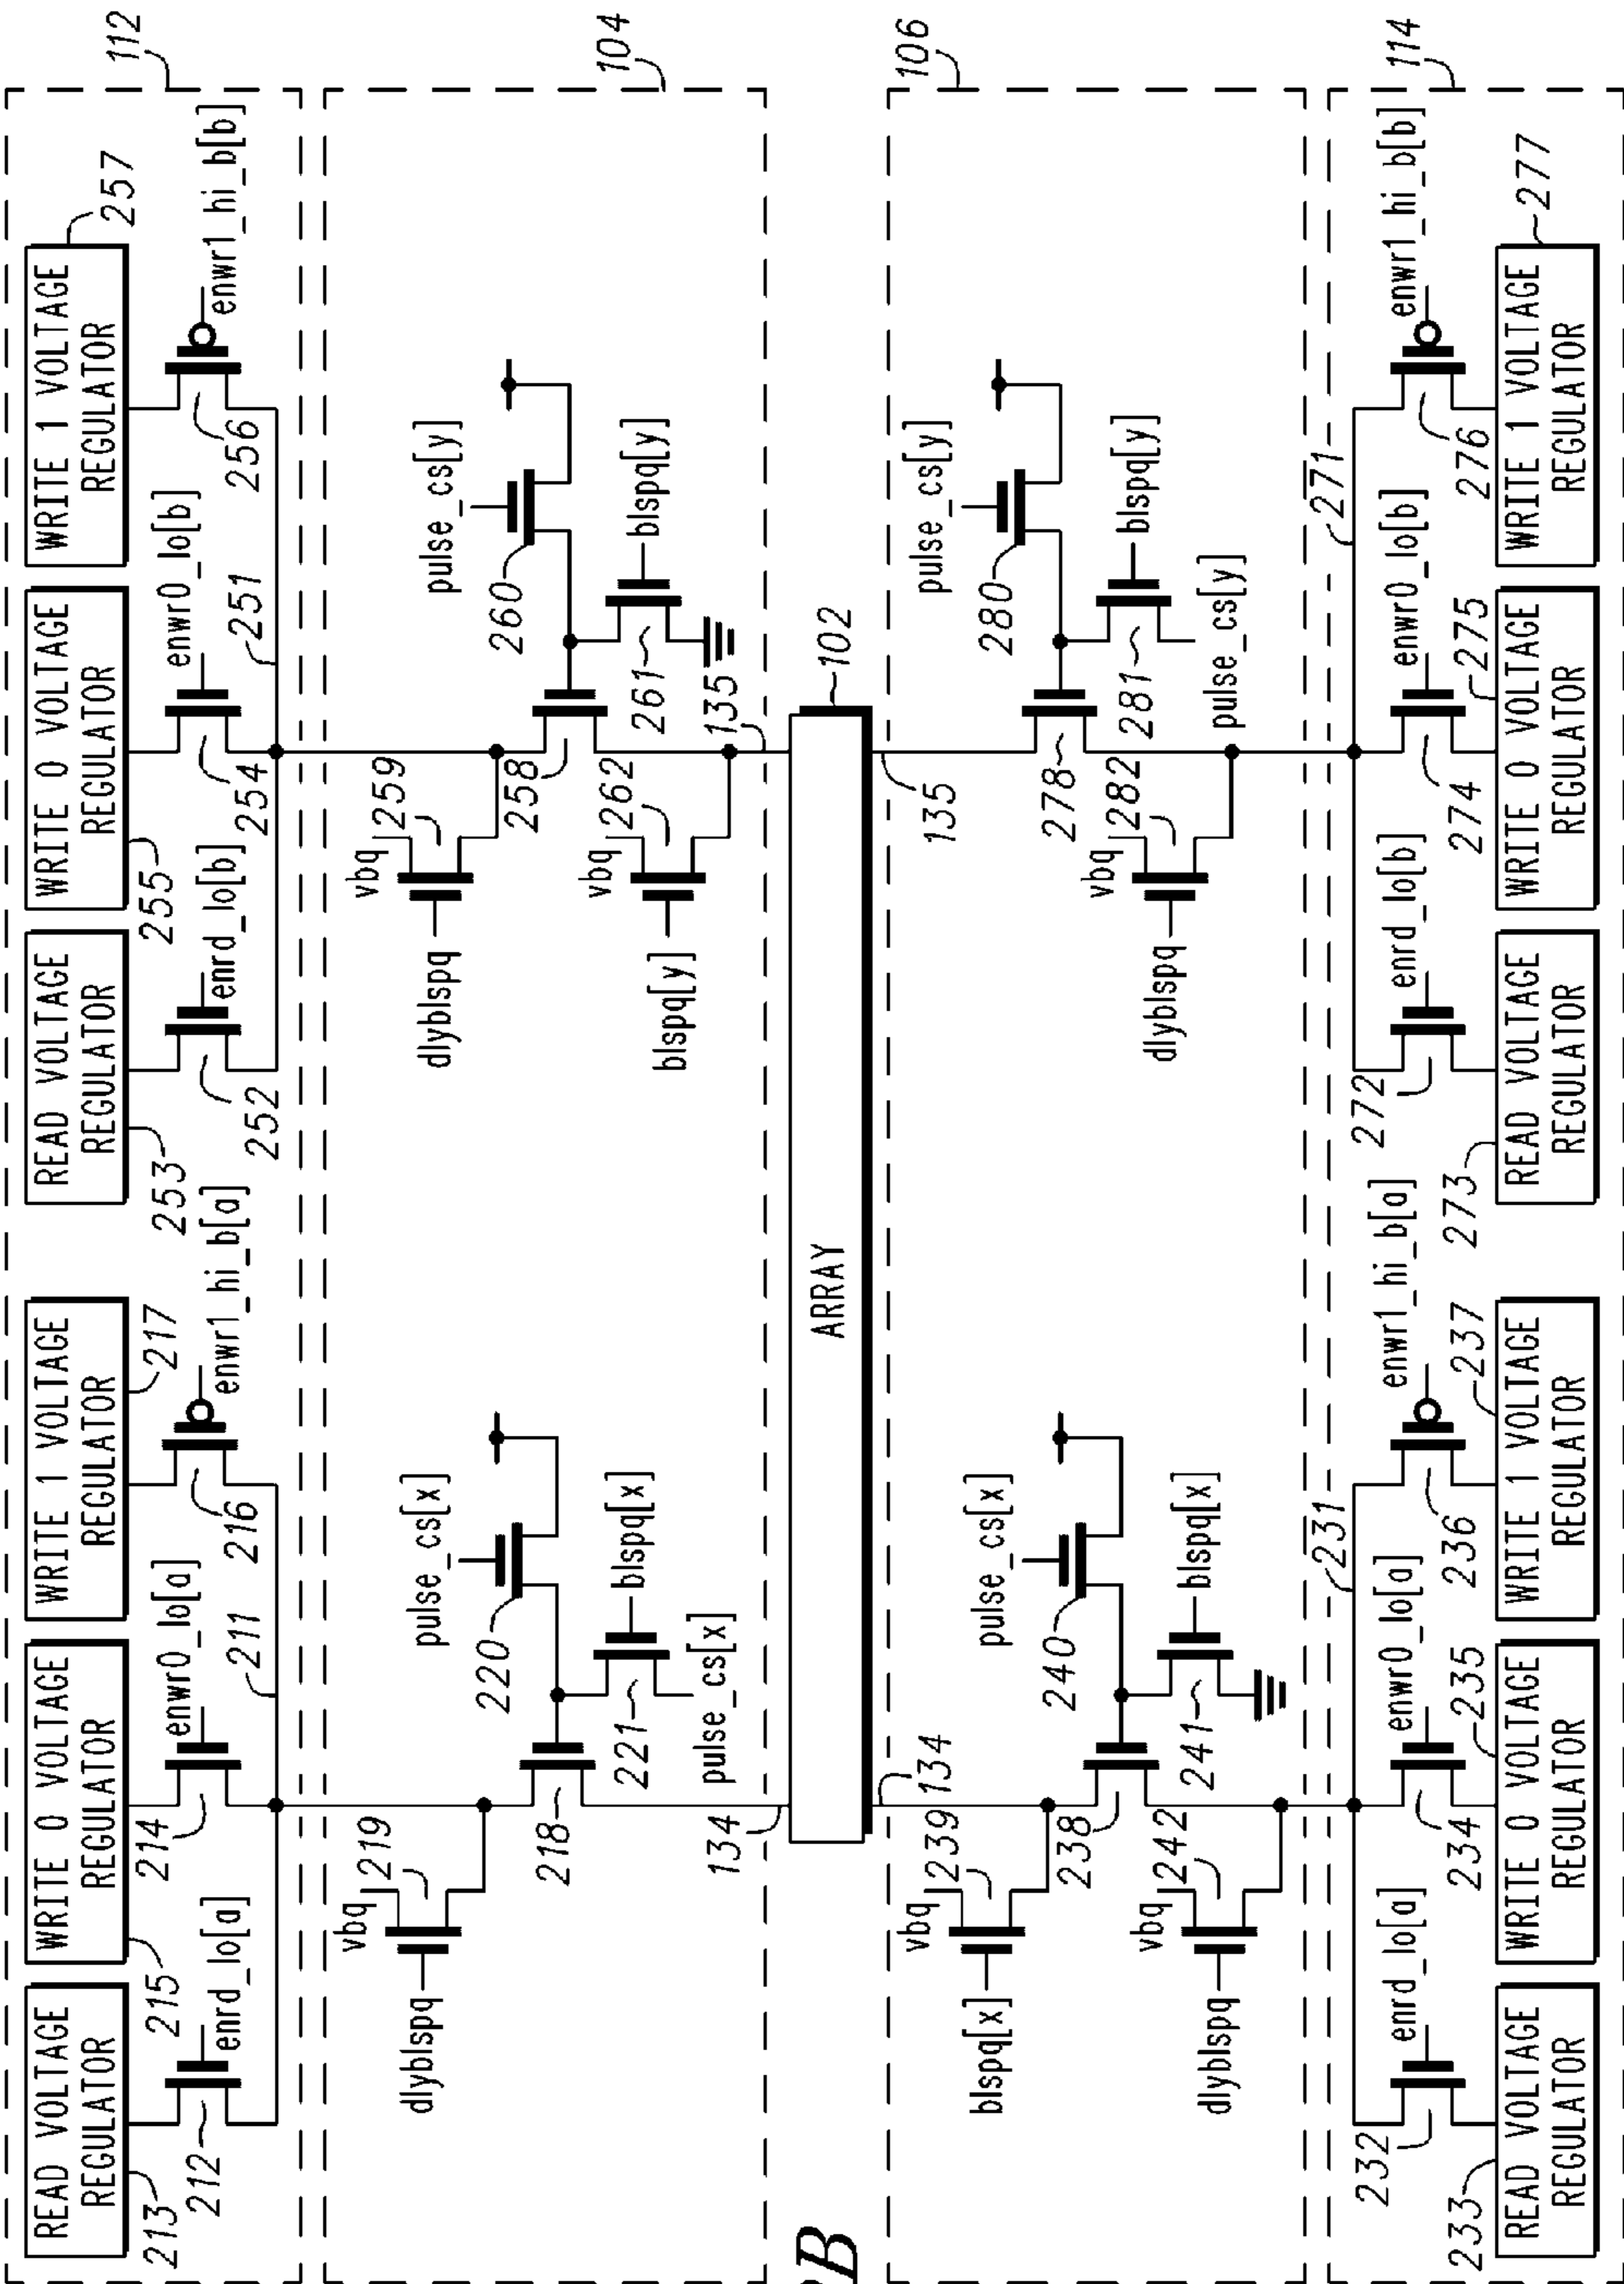 READ VOLTAGE
REGULATOR
WRITE 0 VOLTAGE
REGULATOR
WRITE 1 VOLTAGE
REGULATOR
READ VOLTAGE
REGULATOR
WRITE 0 VOLTAGE
REGULATOR
WRITE 1 VOLTAGE
REGULATOR
257
112
213
215
217
253
255
212
enrd_lo[a]
214
enwr0_lo[a]
216
enwr1_hi_b[a]
252
enrd_lo[b]
254
enwr0_lo[b]
256
enwr1_hi_b[b]
211
251
vbq
219
dlyblspq
pulse_cs[x]
220
218
221
blspq[x]
pulse_cs[x]
134
vbq
259
dlyblspq
pulse_cs[y]
260
258
261
blspq[y]
vbq
262
blspq[y]
135
104
ARRAY
102
134
vbq
239
blspq[x]
pulse_cs[x]
240
238
241
blspq[x]
vbq
242
dlyblspq
135
pulse_cs[y]
280
278
281
blspq[y]
pulse_cs[y]
vbq
282
dlyblspq
106
231
271
232
enrd_lo[a]
234
enwr0_lo[a]
236
enwr1_hi_b[a]
272
enrd_lo[b]
274
enwr0_lo[b]
276
enwr1_hi_b[b]
114
233
235
237
273
275
277
READ VOLTAGE
REGULATOR
WRITE 0 VOLTAGE
REGULATOR
WRITE 1 VOLTAGE
REGULATOR
READ VOLTAGE
REGULATOR
WRITE 0 VOLTAGE
REGULATOR
WRITE 1 VOLTAGE
REGULATOR